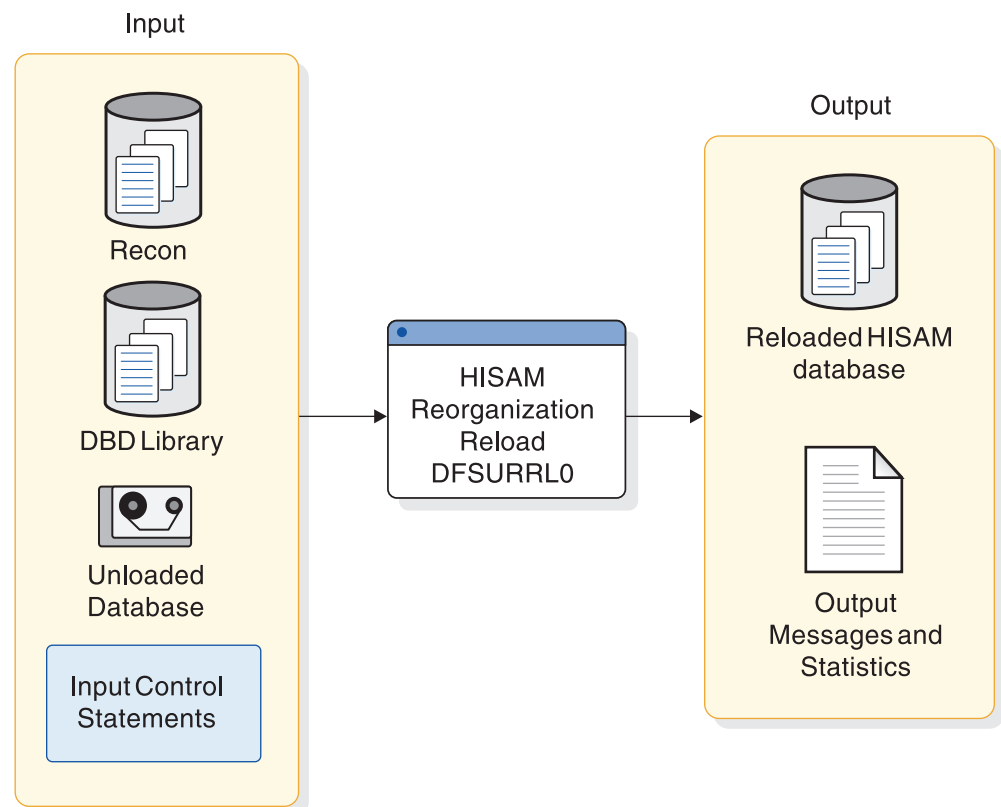 Input
Recon
DBD Library
Unloaded
Database
Input Control
Statements
HISAM
Reorganization
Reload
DFSURRL0
Output
Reloaded HISAM
database
Output
Messages and
Statistics